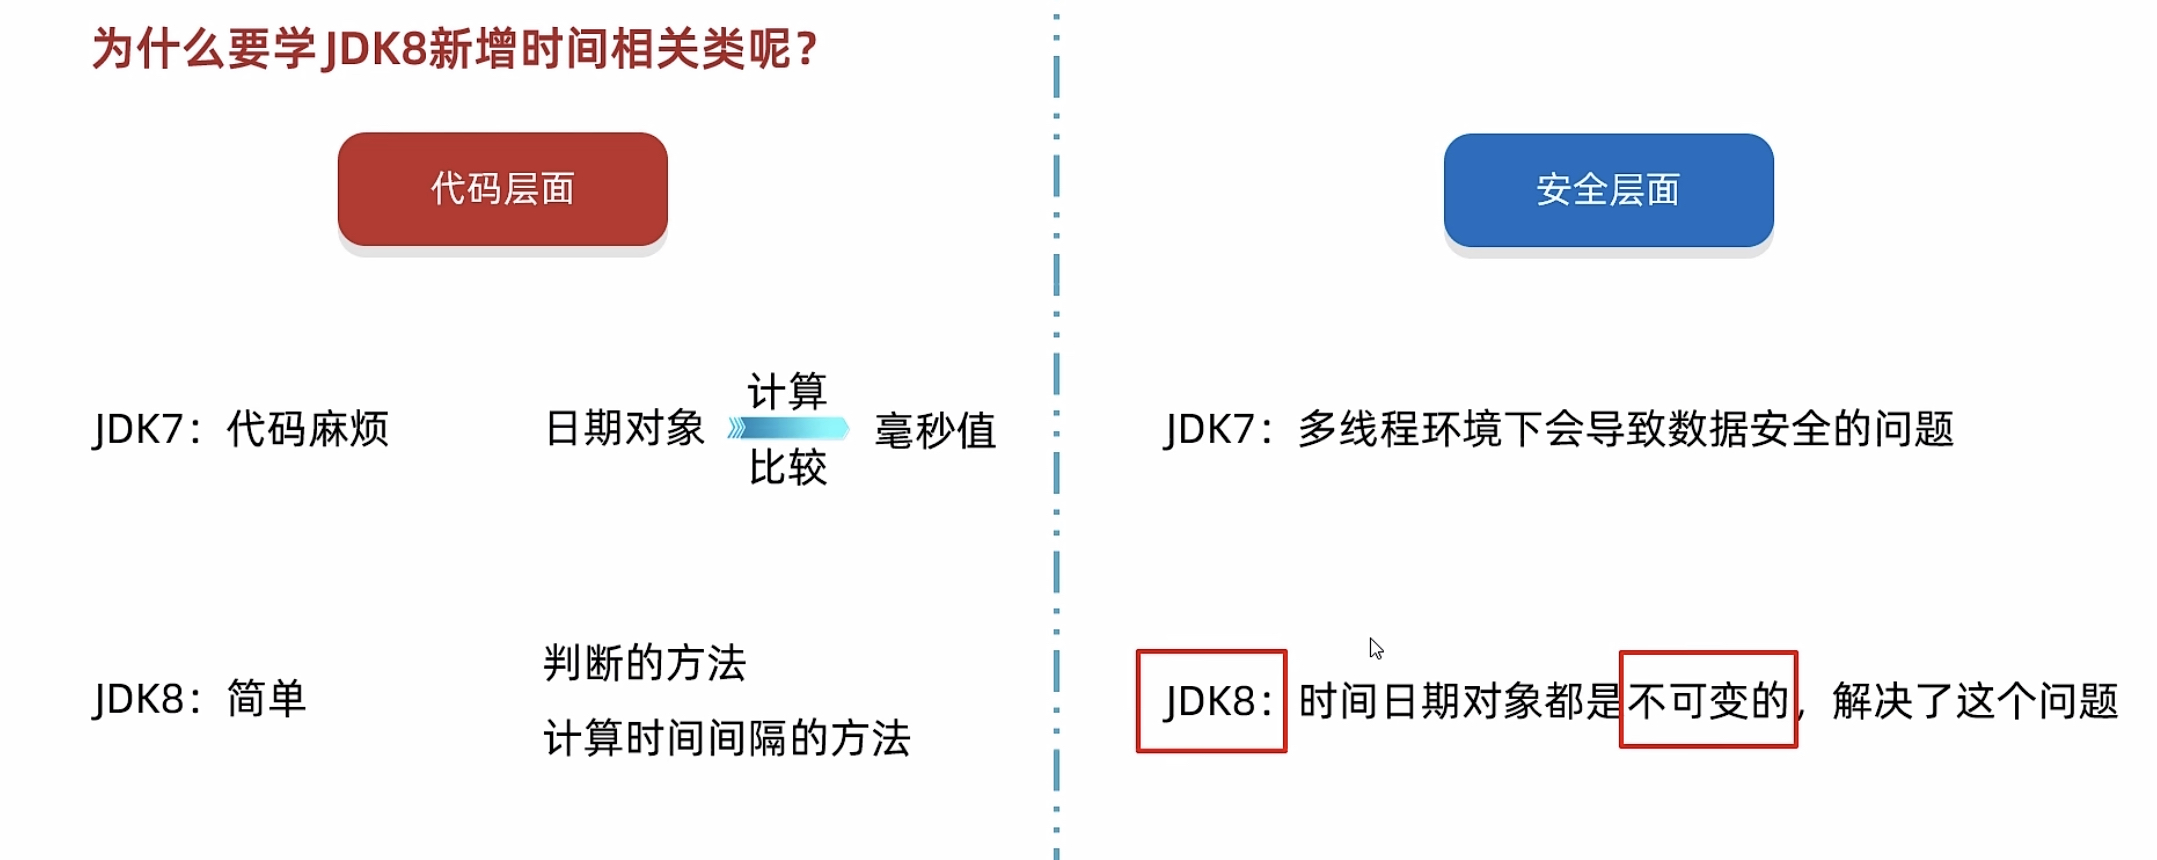 为什么要学JDK8新增时间相关类呢？
代码层面
JDK7：代码麻烦
日期对象
计算
比较
毫秒值
JDK8：简单
判断的方法
计算时间间隔的方法
安全层面
JDK7：多线程环境下会导致数据安全的问题
JDK8：时间日期对象都是不可变的，解决了这个问题